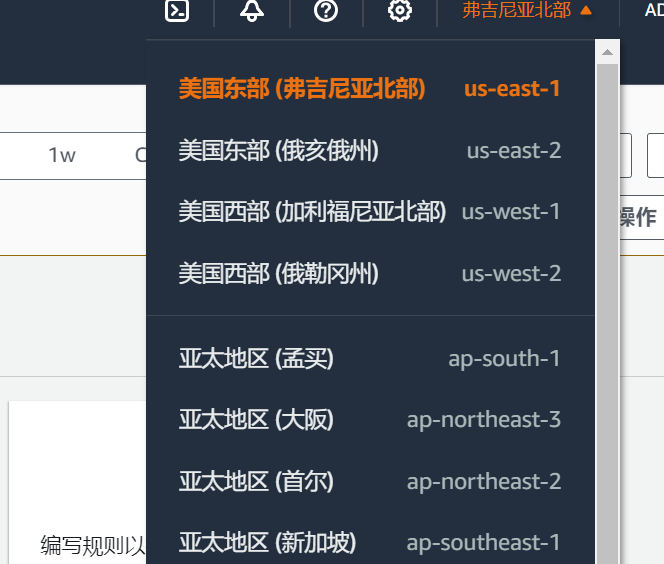 弗吉尼亚北部
美国东部 (弗吉尼亚北部) us-east-1
1w
美国东部 (俄亥俄州) us-east-2
美国西部 (加利福尼亚北部) us-west-1
操作
美国西部 (俄勒冈州) us-west-2
亚太地区 (孟买) ap-south-1
亚太地区 (大阪) ap-northeast-3
亚太地区 (首尔) ap-northeast-2
亚太地区 (新加坡) ap-southeast-1
编写规则以